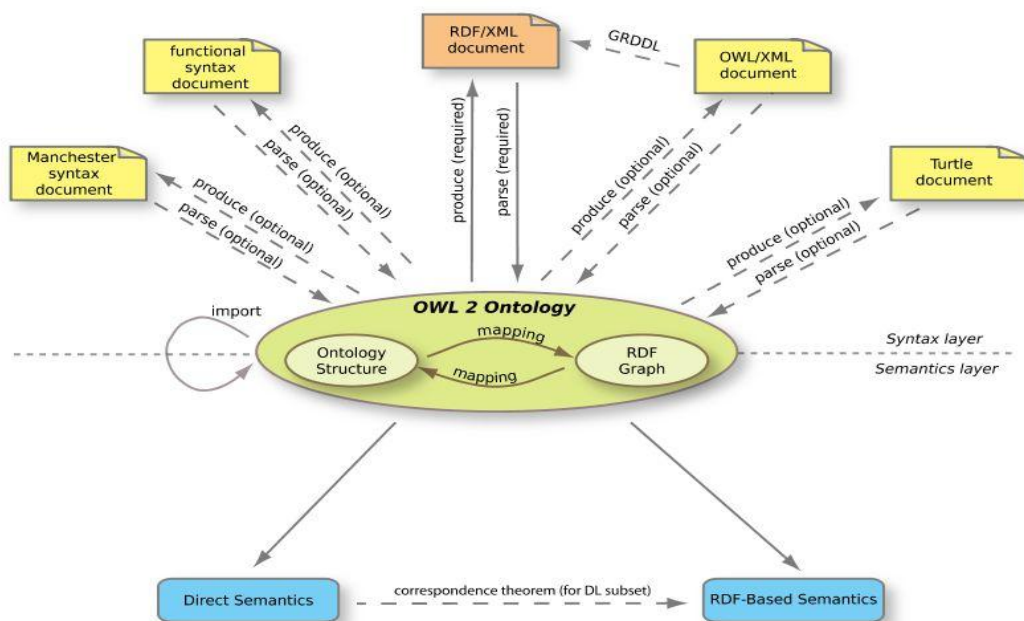 RDF/XML
document
GRDDL
functional
syntax
document
OWL/XML
document
Manchester
syntax
document
Turtle
document
produce (optional)
parse (optional)
produce (optional)
parse (optional)
produce (required)
parse (required)
produce (optional)
parse (optional)
produce (optional)
parse (optional)
OWL 2 Ontology
import
mapping
Ontology
Structure
RDF
Graph
mapping
Syntax layer
Semantics layer
Direct Semantics
correspondence theorem (for DL subset)
RDF-Based Semantics